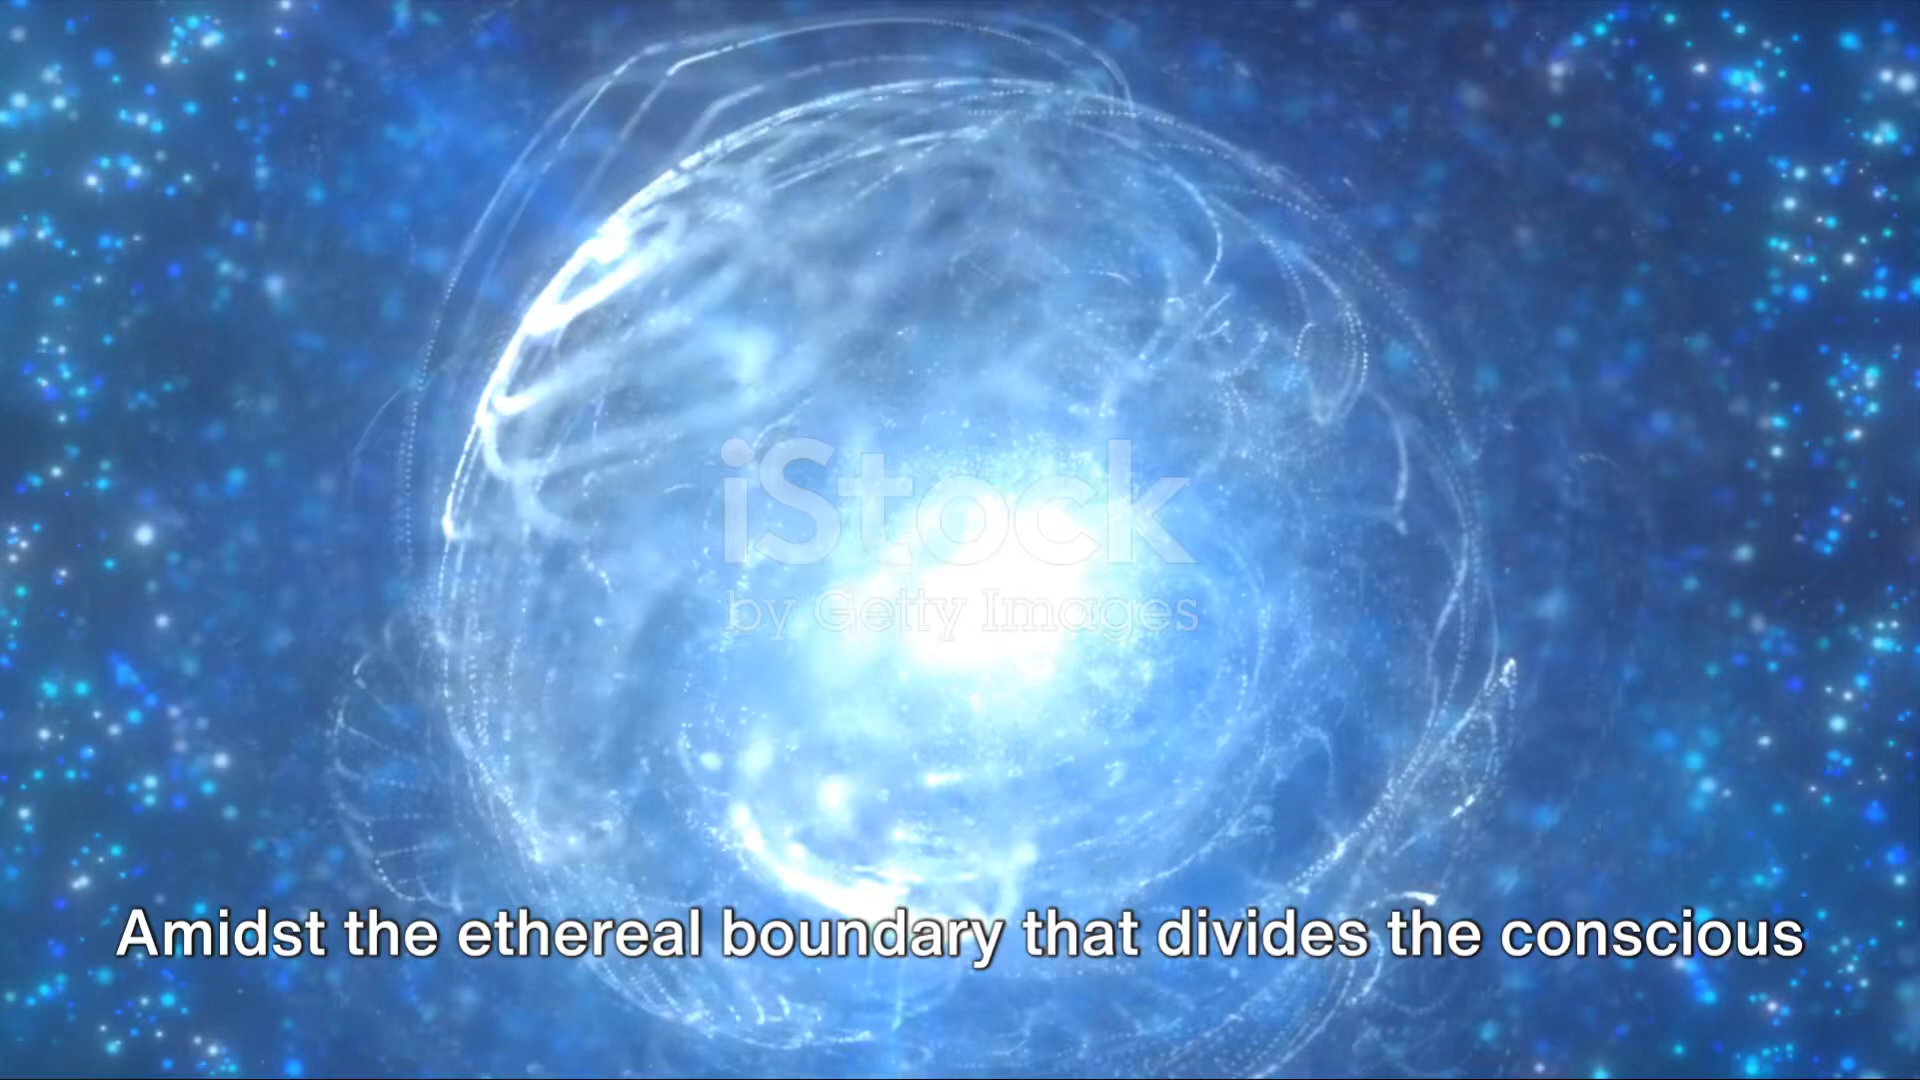 iStock
by Getty Images
Amidst the ethereal boundary that divides the conscious